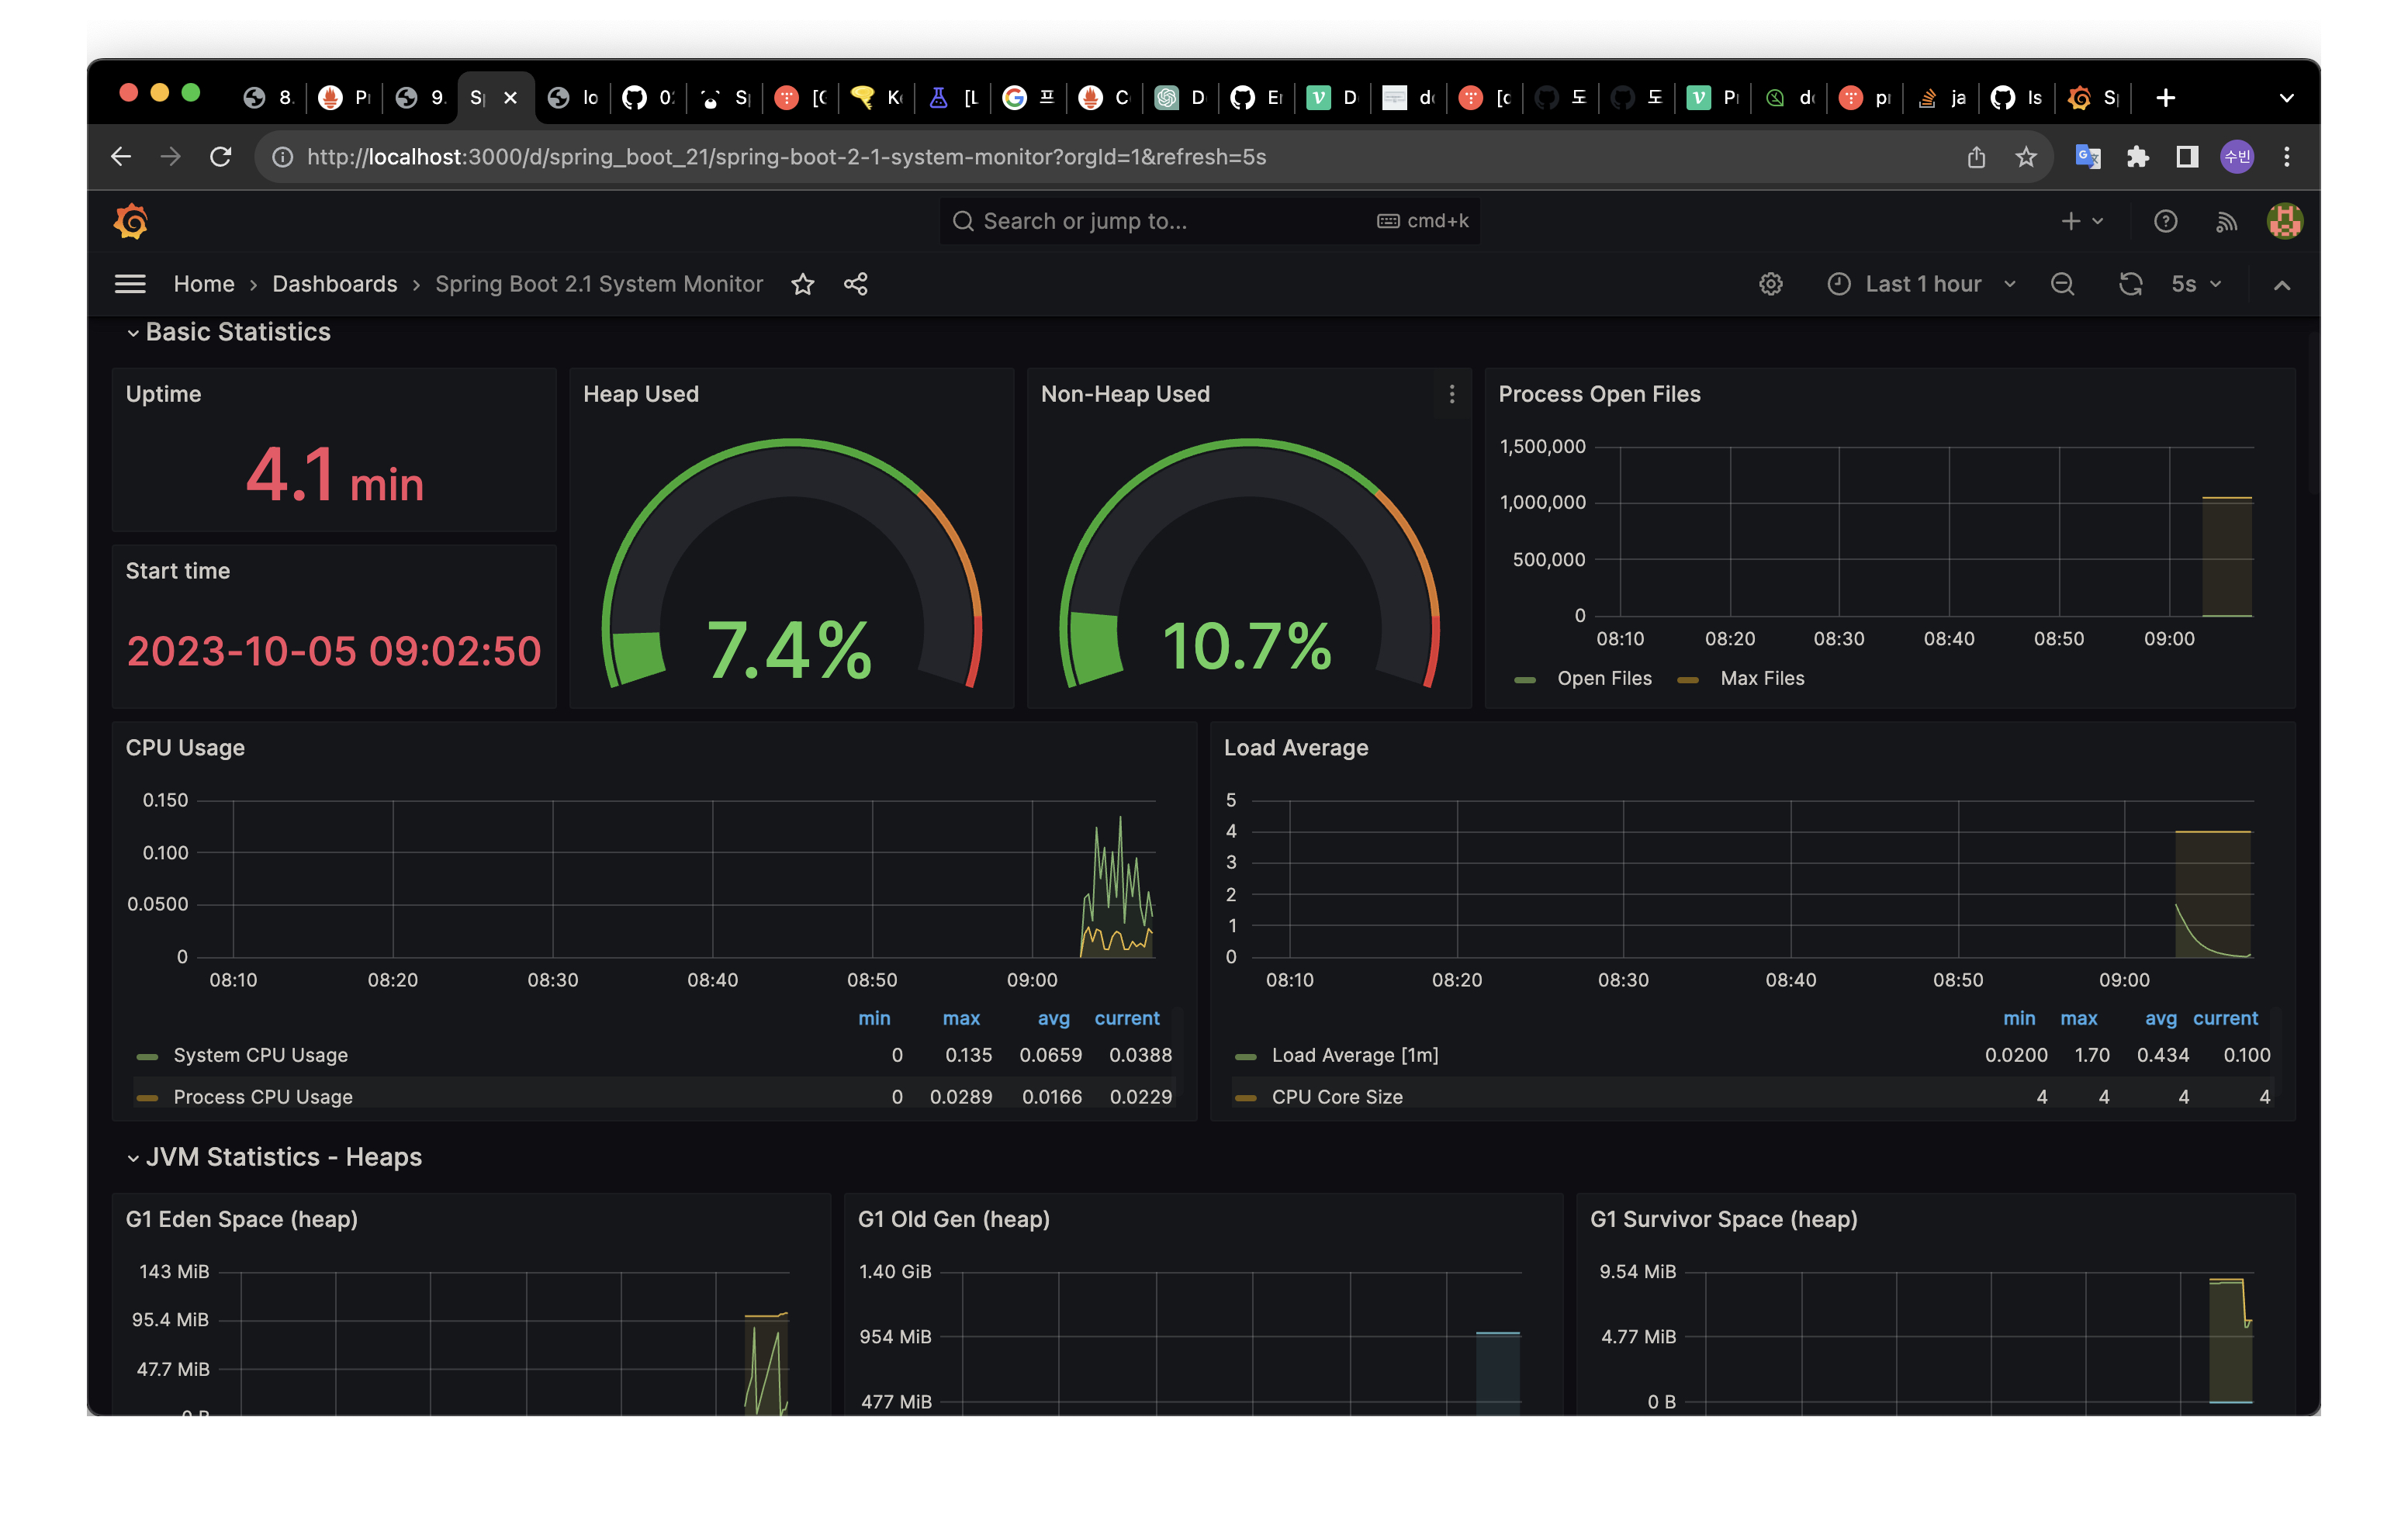 8. P 9. S lo 0 S [C K [L 프 C D E D d [d 도 도 P d p ja Is S
http://localhost:3000/d/spring_boot_21/spring-boot-2-1-system-monitor?orgId=1&refresh=5s 수빈
Search or jump to... cmd+k
Home › Dashboards › Spring Boot 2.1 System Monitor Last 1 hour 5s
Basic Statistics
Uptime
4.1 min
Start time
2023-10-05 09:02:50
Heap Used
7.4%
Non-Heap Used
10.7%
Process Open Files
1,500,000
1,000,000
500,000
0
08:10 08:20 08:30 08:40 08:50 09:00
Open Files Max Files
CPU Usage
0.150
0.100
0.0500
0
08:10 08:20 08:30 08:40 08:50 09:00
min max avg current
System CPU Usage 0 0.135 0.0659 0.0388
Process CPU Usage 0 0.0289 0.0166 0.0229
Load Average
5
4
3
2
1
0
08:10 08:20 08:30 08:40 08:50 09:00
min max avg current
Load Average [1m] 0.0200 1.70 0.434 0.100
CPU Core Size 4 4 4 4
JVM Statistics - Heaps
G1 Eden Space (heap)
143 MiB
95.4 MiB
47.7 MiB
G1 Old Gen (heap)
1.40 GiB
954 MiB
477 MiB
G1 Survivor Space (heap)
9.54 MiB
4.77 MiB
0 B